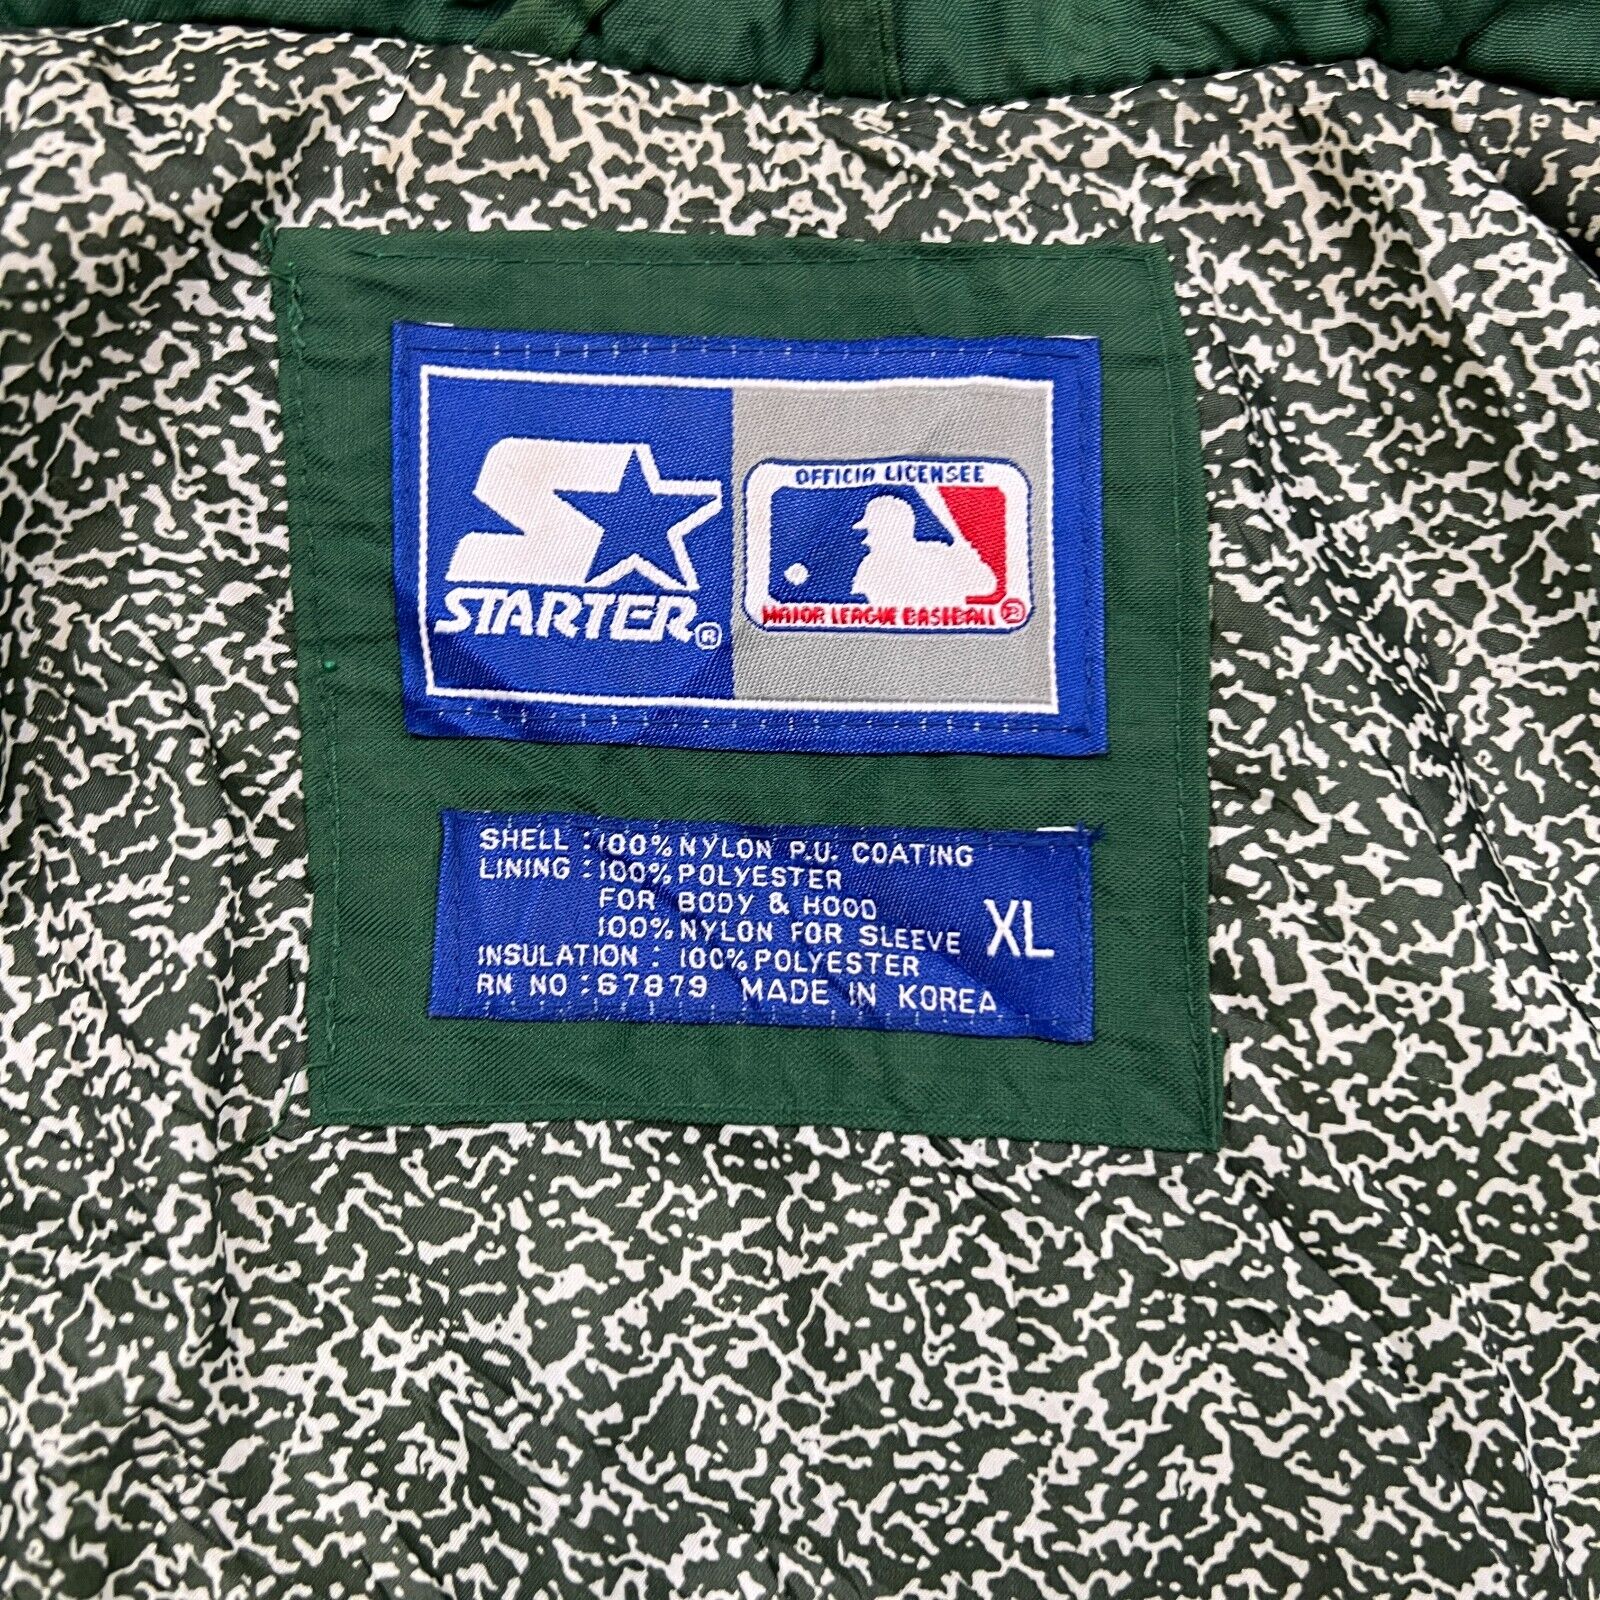 STARTER®
OFFICIA LICENSEE
MAJOR LEAGUE BASEBALL ®
SHELL : 100% NYLON P.U. COATING
LINING : 100% POLYESTER
FOR BODY & HOOD
100% NYLON FOR SLEEVE XL
INSULATION : 100% POLYESTER
RN NO : 67879 MADE IN KOREA